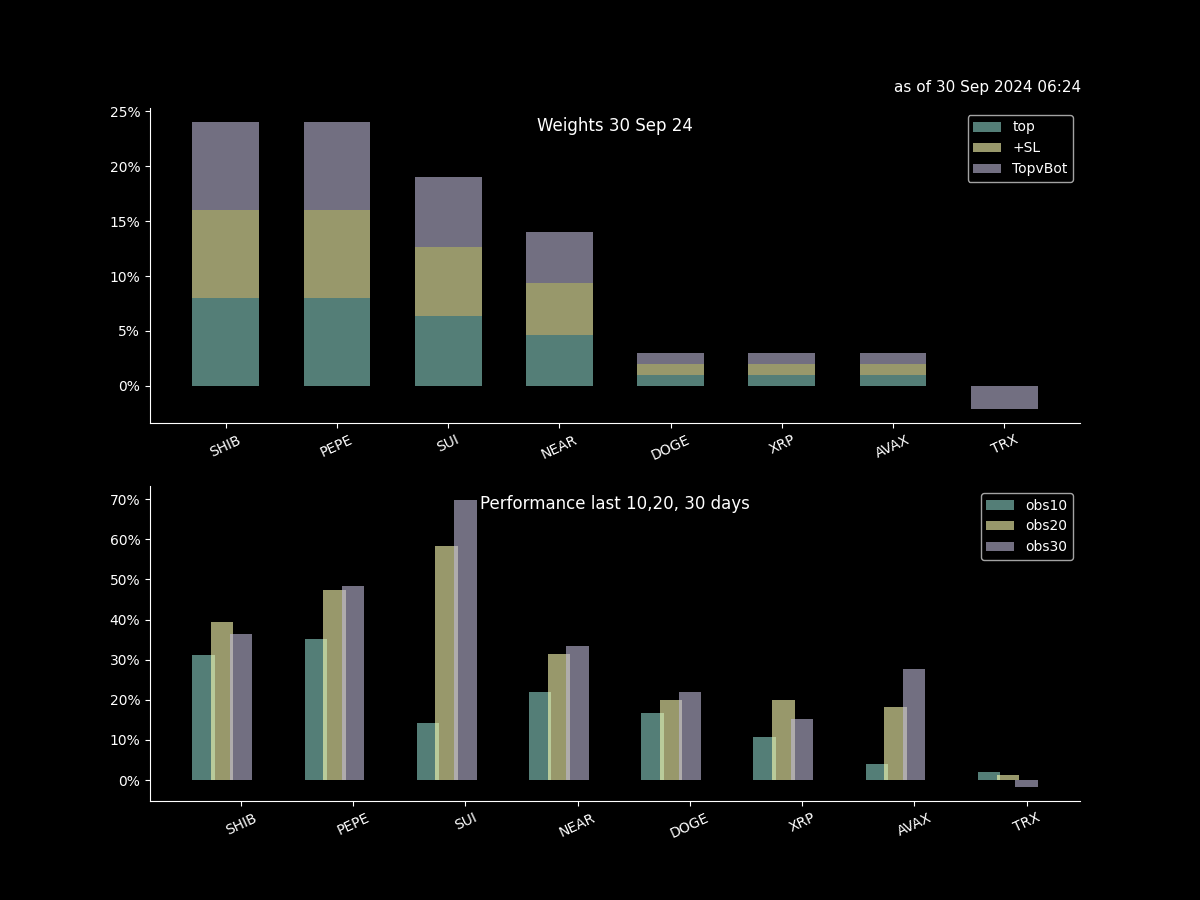 as of 30 Sep 2024 06:24
Weights 30 Sep 24
25%
20%
15%
10%
5%
0%
top
+SL
TopvBot
SHIB PEPE SUI NEAR DOGE XRP AVAX TRX
Performance last 10,20, 30 days
70%
60%
50%
40%
30%
20%
10%
0%
obs10
obs20
obs30
SHIB PEPE SUI NEAR DOGE XRP AVAX TRX